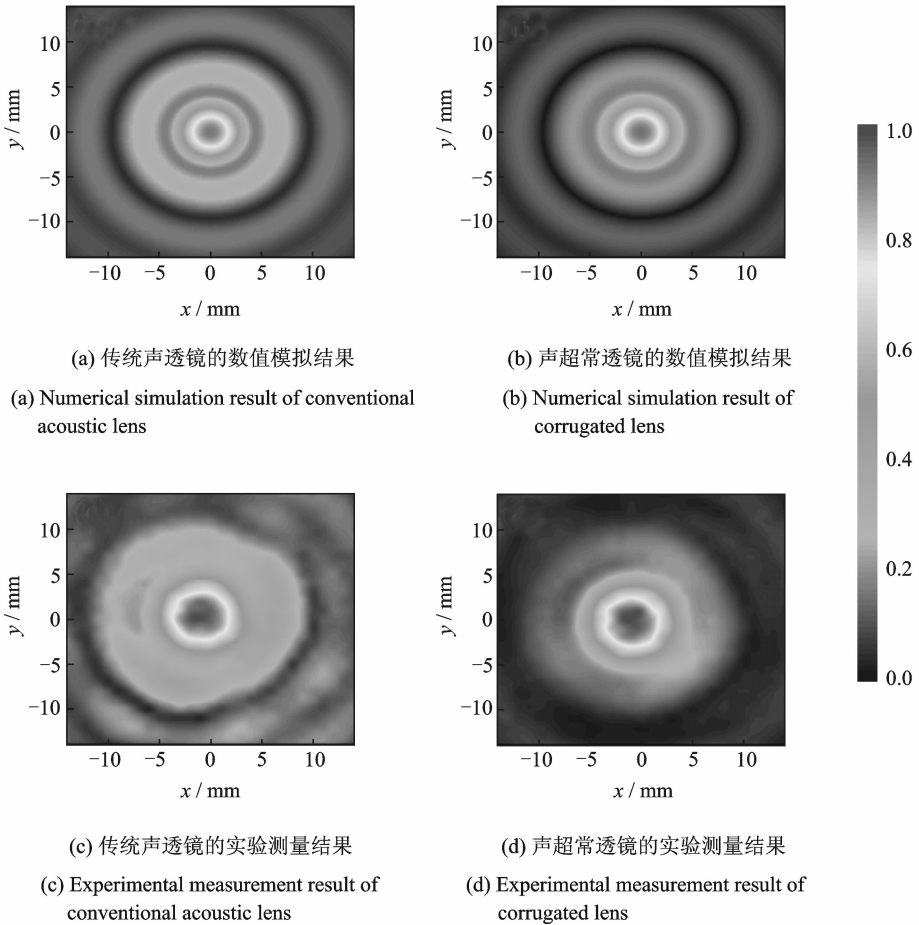 10
5
0
−5
−10
y / mm
−10 −5 0 5 10
x / mm
(a) 传统声透镜的数值模拟结果
(a) Numerical simulation result of conventional
acoustic lens
10
5
0
−5
−10
y / mm
−10 −5 0 5 10
x / mm
(b) 声超常透镜的数值模拟结果
(b) Numerical simulation result of
corrugated lens
1.0
0.8
0.6
0.4
0.2
0.0
10
5
0
−5
−10
y / mm
−10 −5 0 5 10
x / mm
(c) 传统声透镜的实验测量结果
(c) Experimental measurement result of
conventional acoustic lens
10
5
0
−5
−10
y / mm
−10 −5 0 5 10
x / mm
(d) 声超常透镜的实验测量结果
(d) Experimental measurement result of
corrugated lens